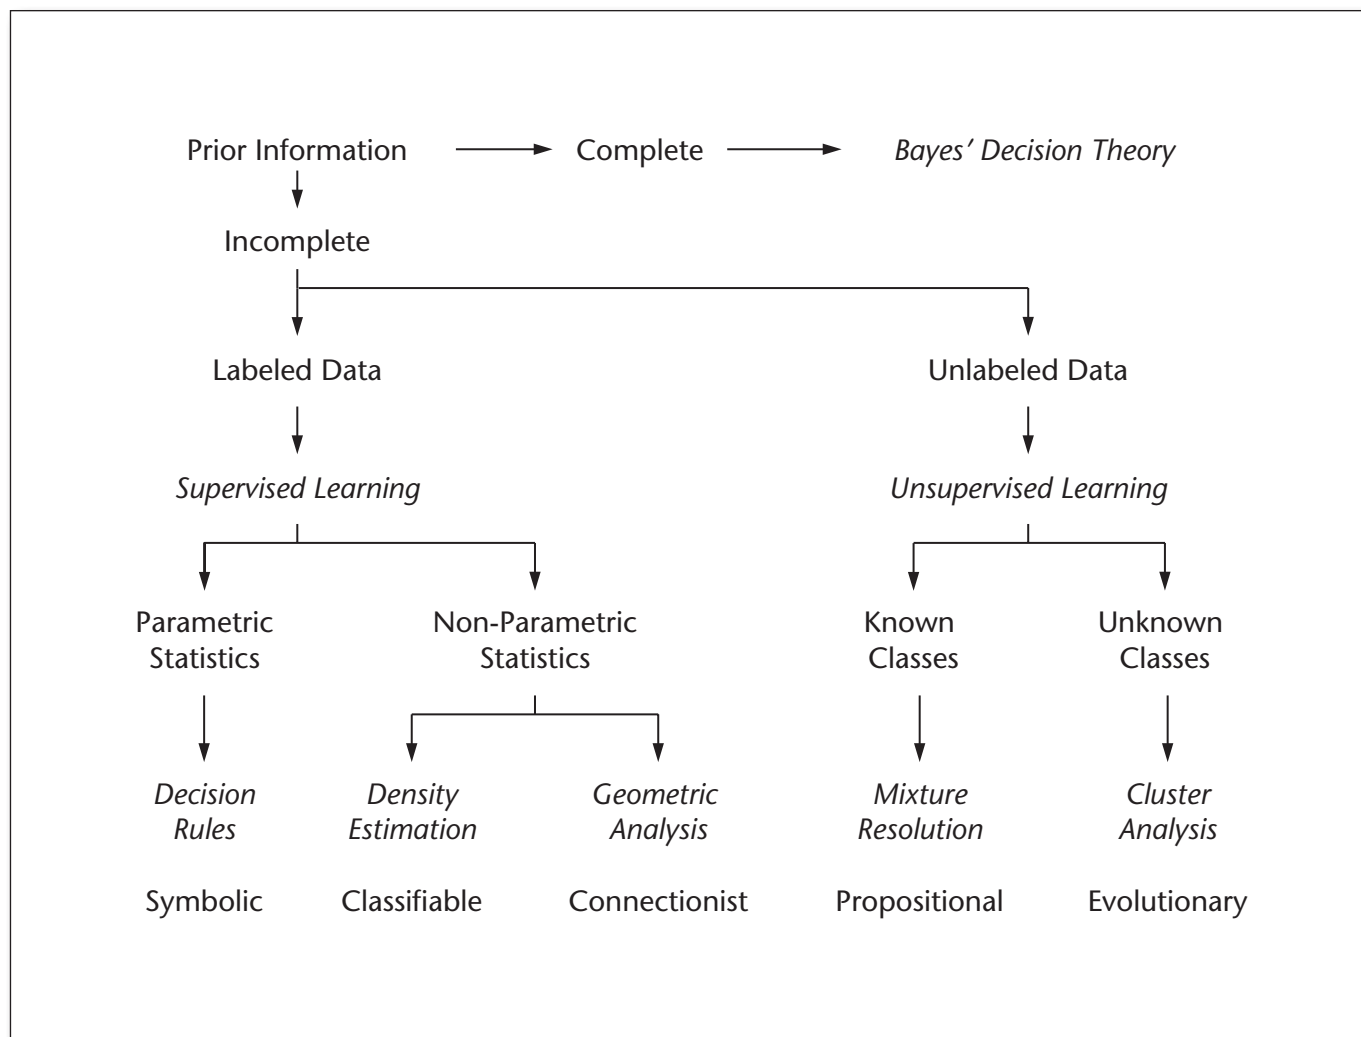 Prior Information
Complete
Bayes’ Decision Theory
Incomplete
Labeled Data
Unlabeled Data
Supervised Learning
Unsupervised Learning
Parametric
Statistics
Non-Parametric
Statistics
Known
Classes
Unknown
Classes
Decision
Rules
Density
Estimation
Geometric
Analysis
Mixture
Resolution
Cluster
Analysis
Symbolic
Classifiable
Connectionist
Propositional
Evolutionary